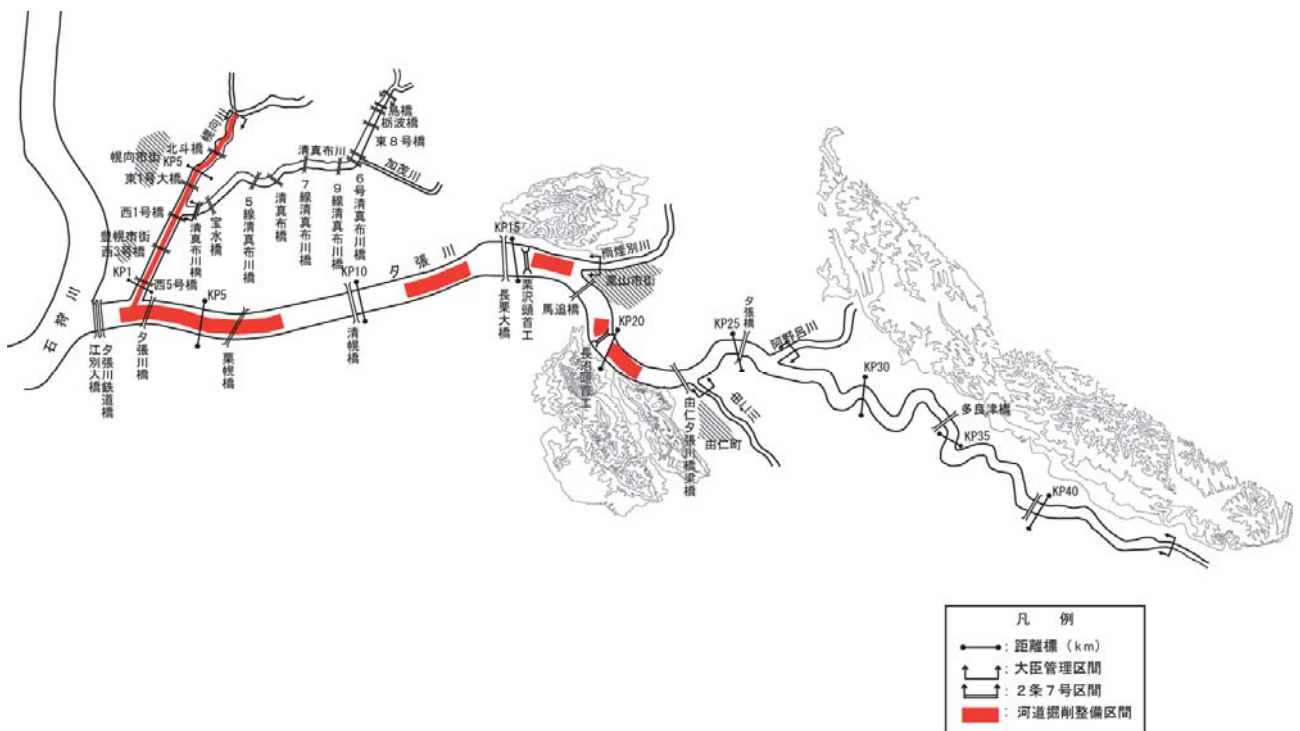 幌向川
北斗橋
幌向市街
KP5
東1号大橋
西1号橋
豊幌市街
西3号橋
KP1
西5号橋
清真布川橋
宝水橋
5線清真布川橋
清真布橋
7線清真布川橋
9線清真布川橋
6号清真布川橋
清真布川
島橋
栃波橋
東8号橋
加茂川
石狩川
江別大橋
夕張川鉄道橋
夕張川橋
KP5
栗幌橋
KP10
清幌橋
夕張川
KP15
長栗大橋
栗沢頭首工
雨煙別川
栗山市街
馬追橋
KP20
長沼頭首工
由仁夕張川橋梁橋
由仁町
KP25
夕張橋
阿野呂川
KP30
多良津橋
KP35
KP40
凡 例
:距離標(km)
:大臣管理区間
:2条7号区間
:河道掘削整備区間